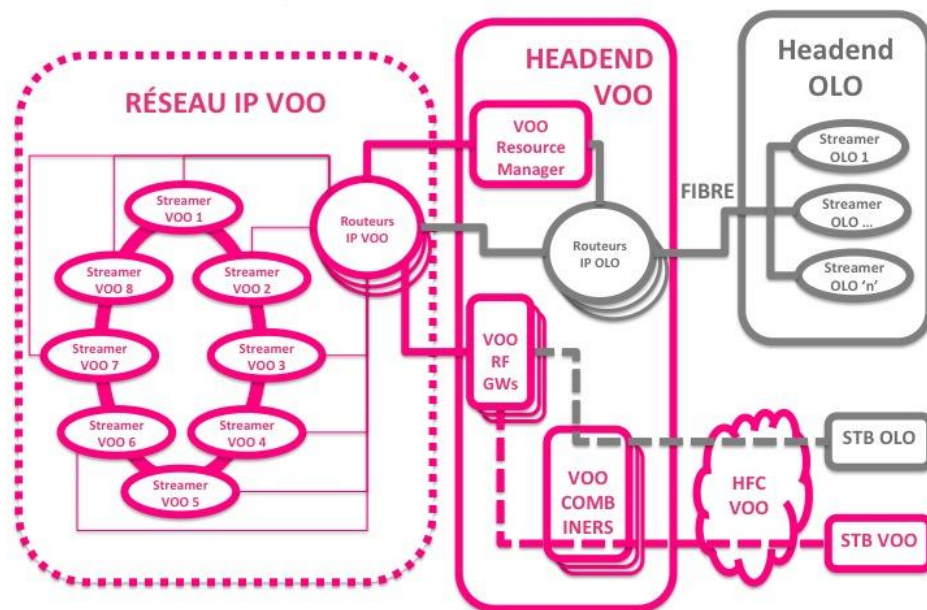 RÉSEAU IP VOO
Streamer
VOO 1
Streamer
VOO 2
Streamer
VOO 3
Streamer
VOO 4
Streamer
VOO 5
Streamer
VOO 6
Streamer
VOO 7
Streamer
VOO 8
Routeurs
IP VOO
HEADEND
VOO
VOO
Resource
Manager
Routeurs
IP OLO
VOO
RF
GWs
VOO
COMB
INERS
FIBRE
Headend
OLO
Streamer
OLO 1
Streamer
OLO ...
Streamer
OLO ‘n’
HFC
VOO
STB OLO
STB VOO